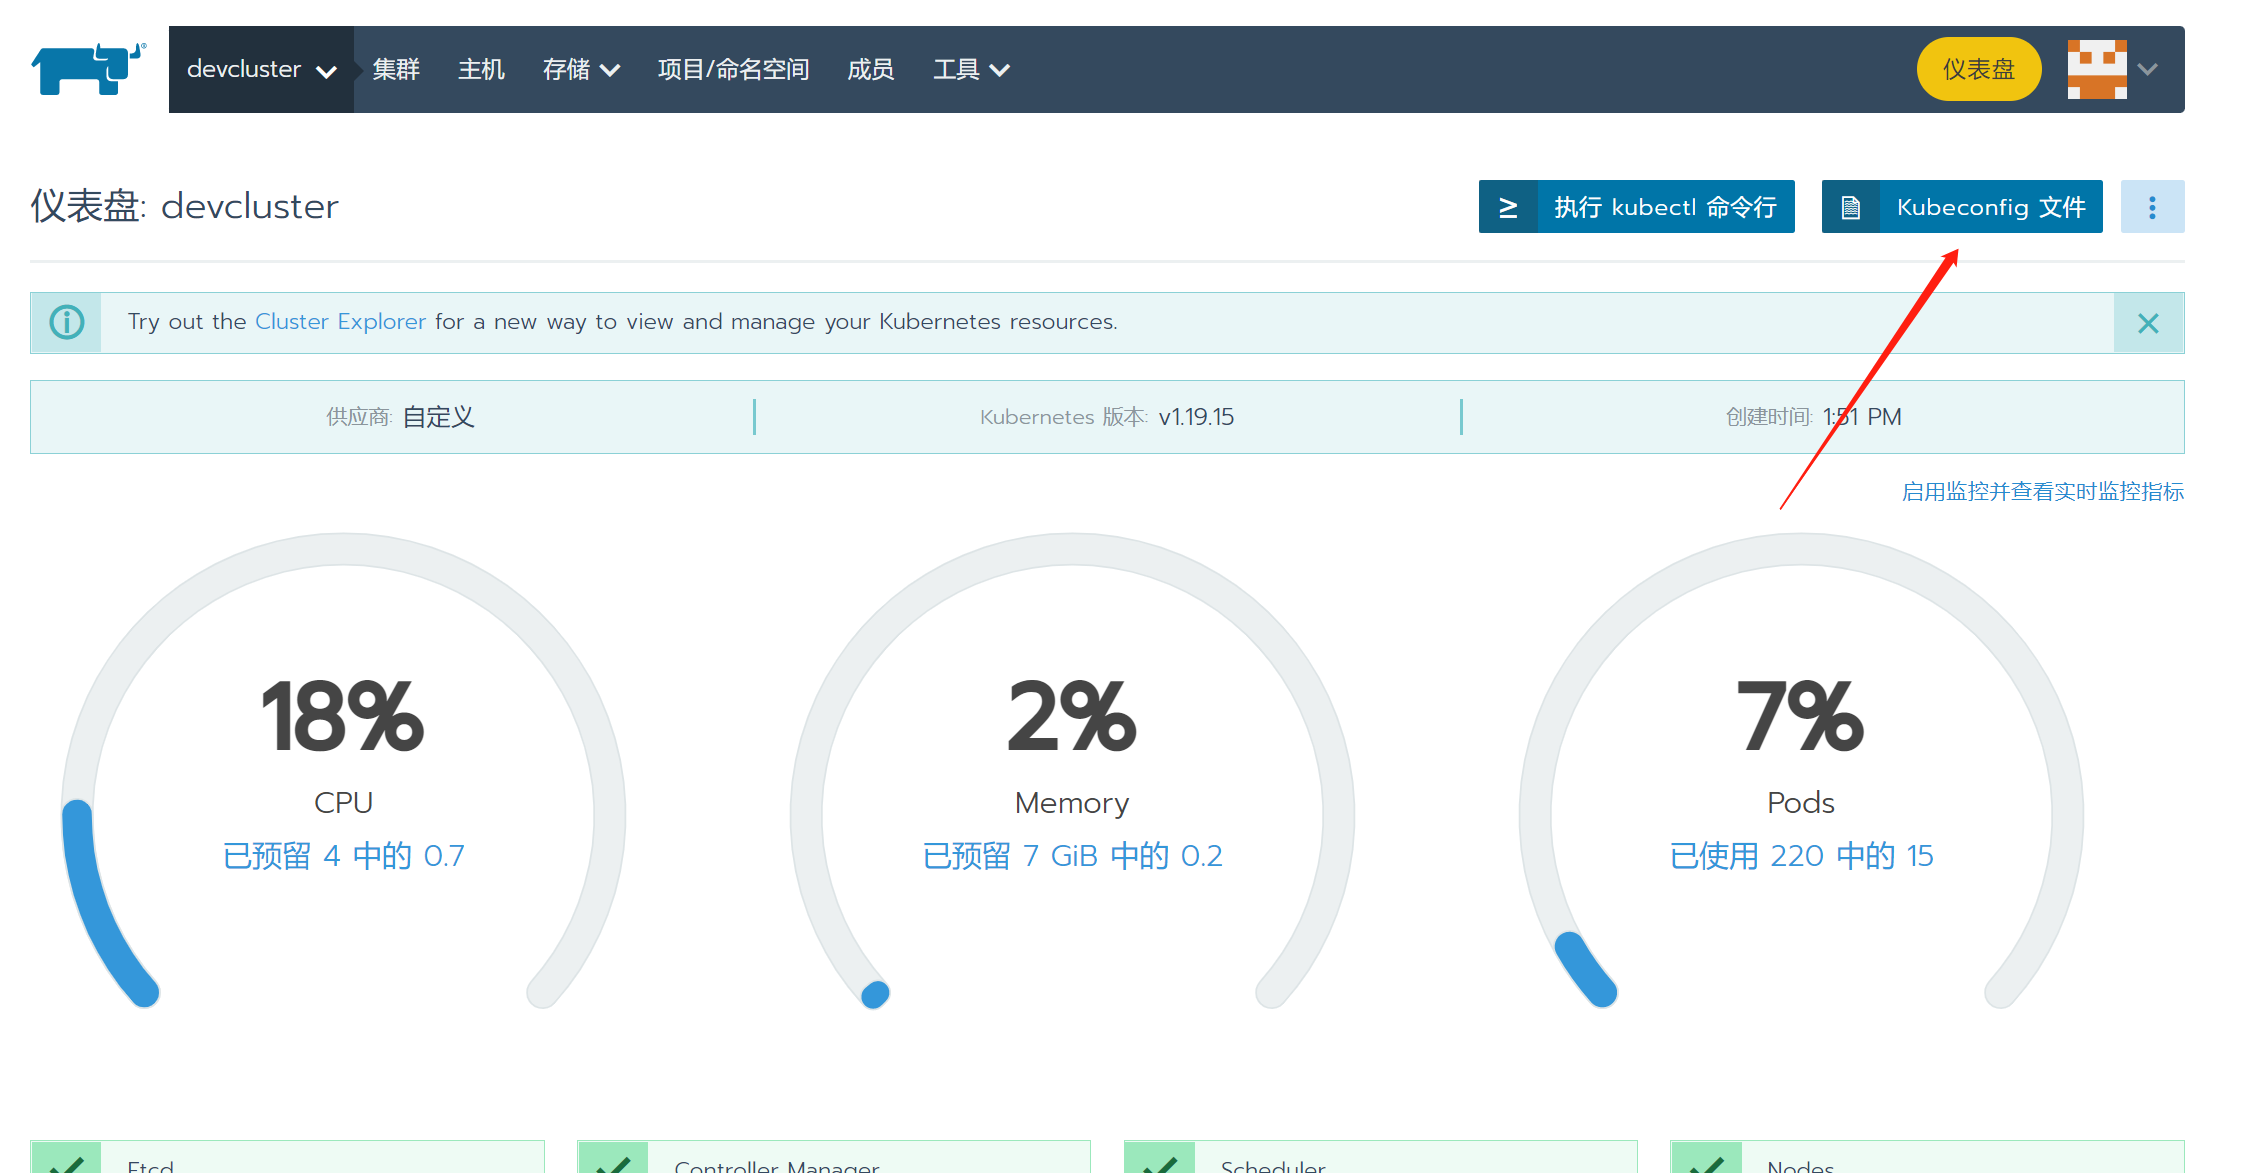 devcluster 集群 主机 存储 项目/命名空间 成员 工具 仪表盘
仪表盘: devcluster 执行 kubectl 命令行 Kubeconfig 文件
Try out the Cluster Explorer for a new way to view and manage your Kubernetes resources.
供应商: 自定义 Kubernetes 版本: v1.19.15 创建时间: 1:51 PM
启用监控并查看实时监控指标
18% 2% 7%
CPU Memory Pods
已预留 4 中的 0.7 已预留 7 GiB 中的 0.2 已使用 220 中的 15
Etcd Controller Manager Scheduler Nodes